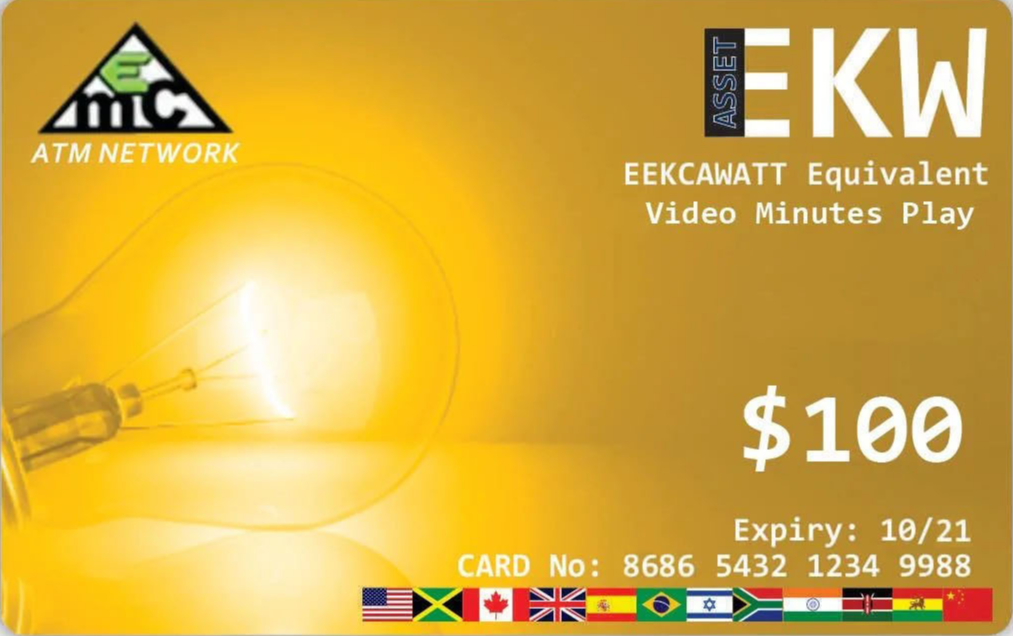 EmC
ATM NETWORK
ASSET
EKW
EEKCAWATT Equivalent
Video Minutes Play
$100
Expiry: 10/21
CARD No: 8686 5432 1234 9988